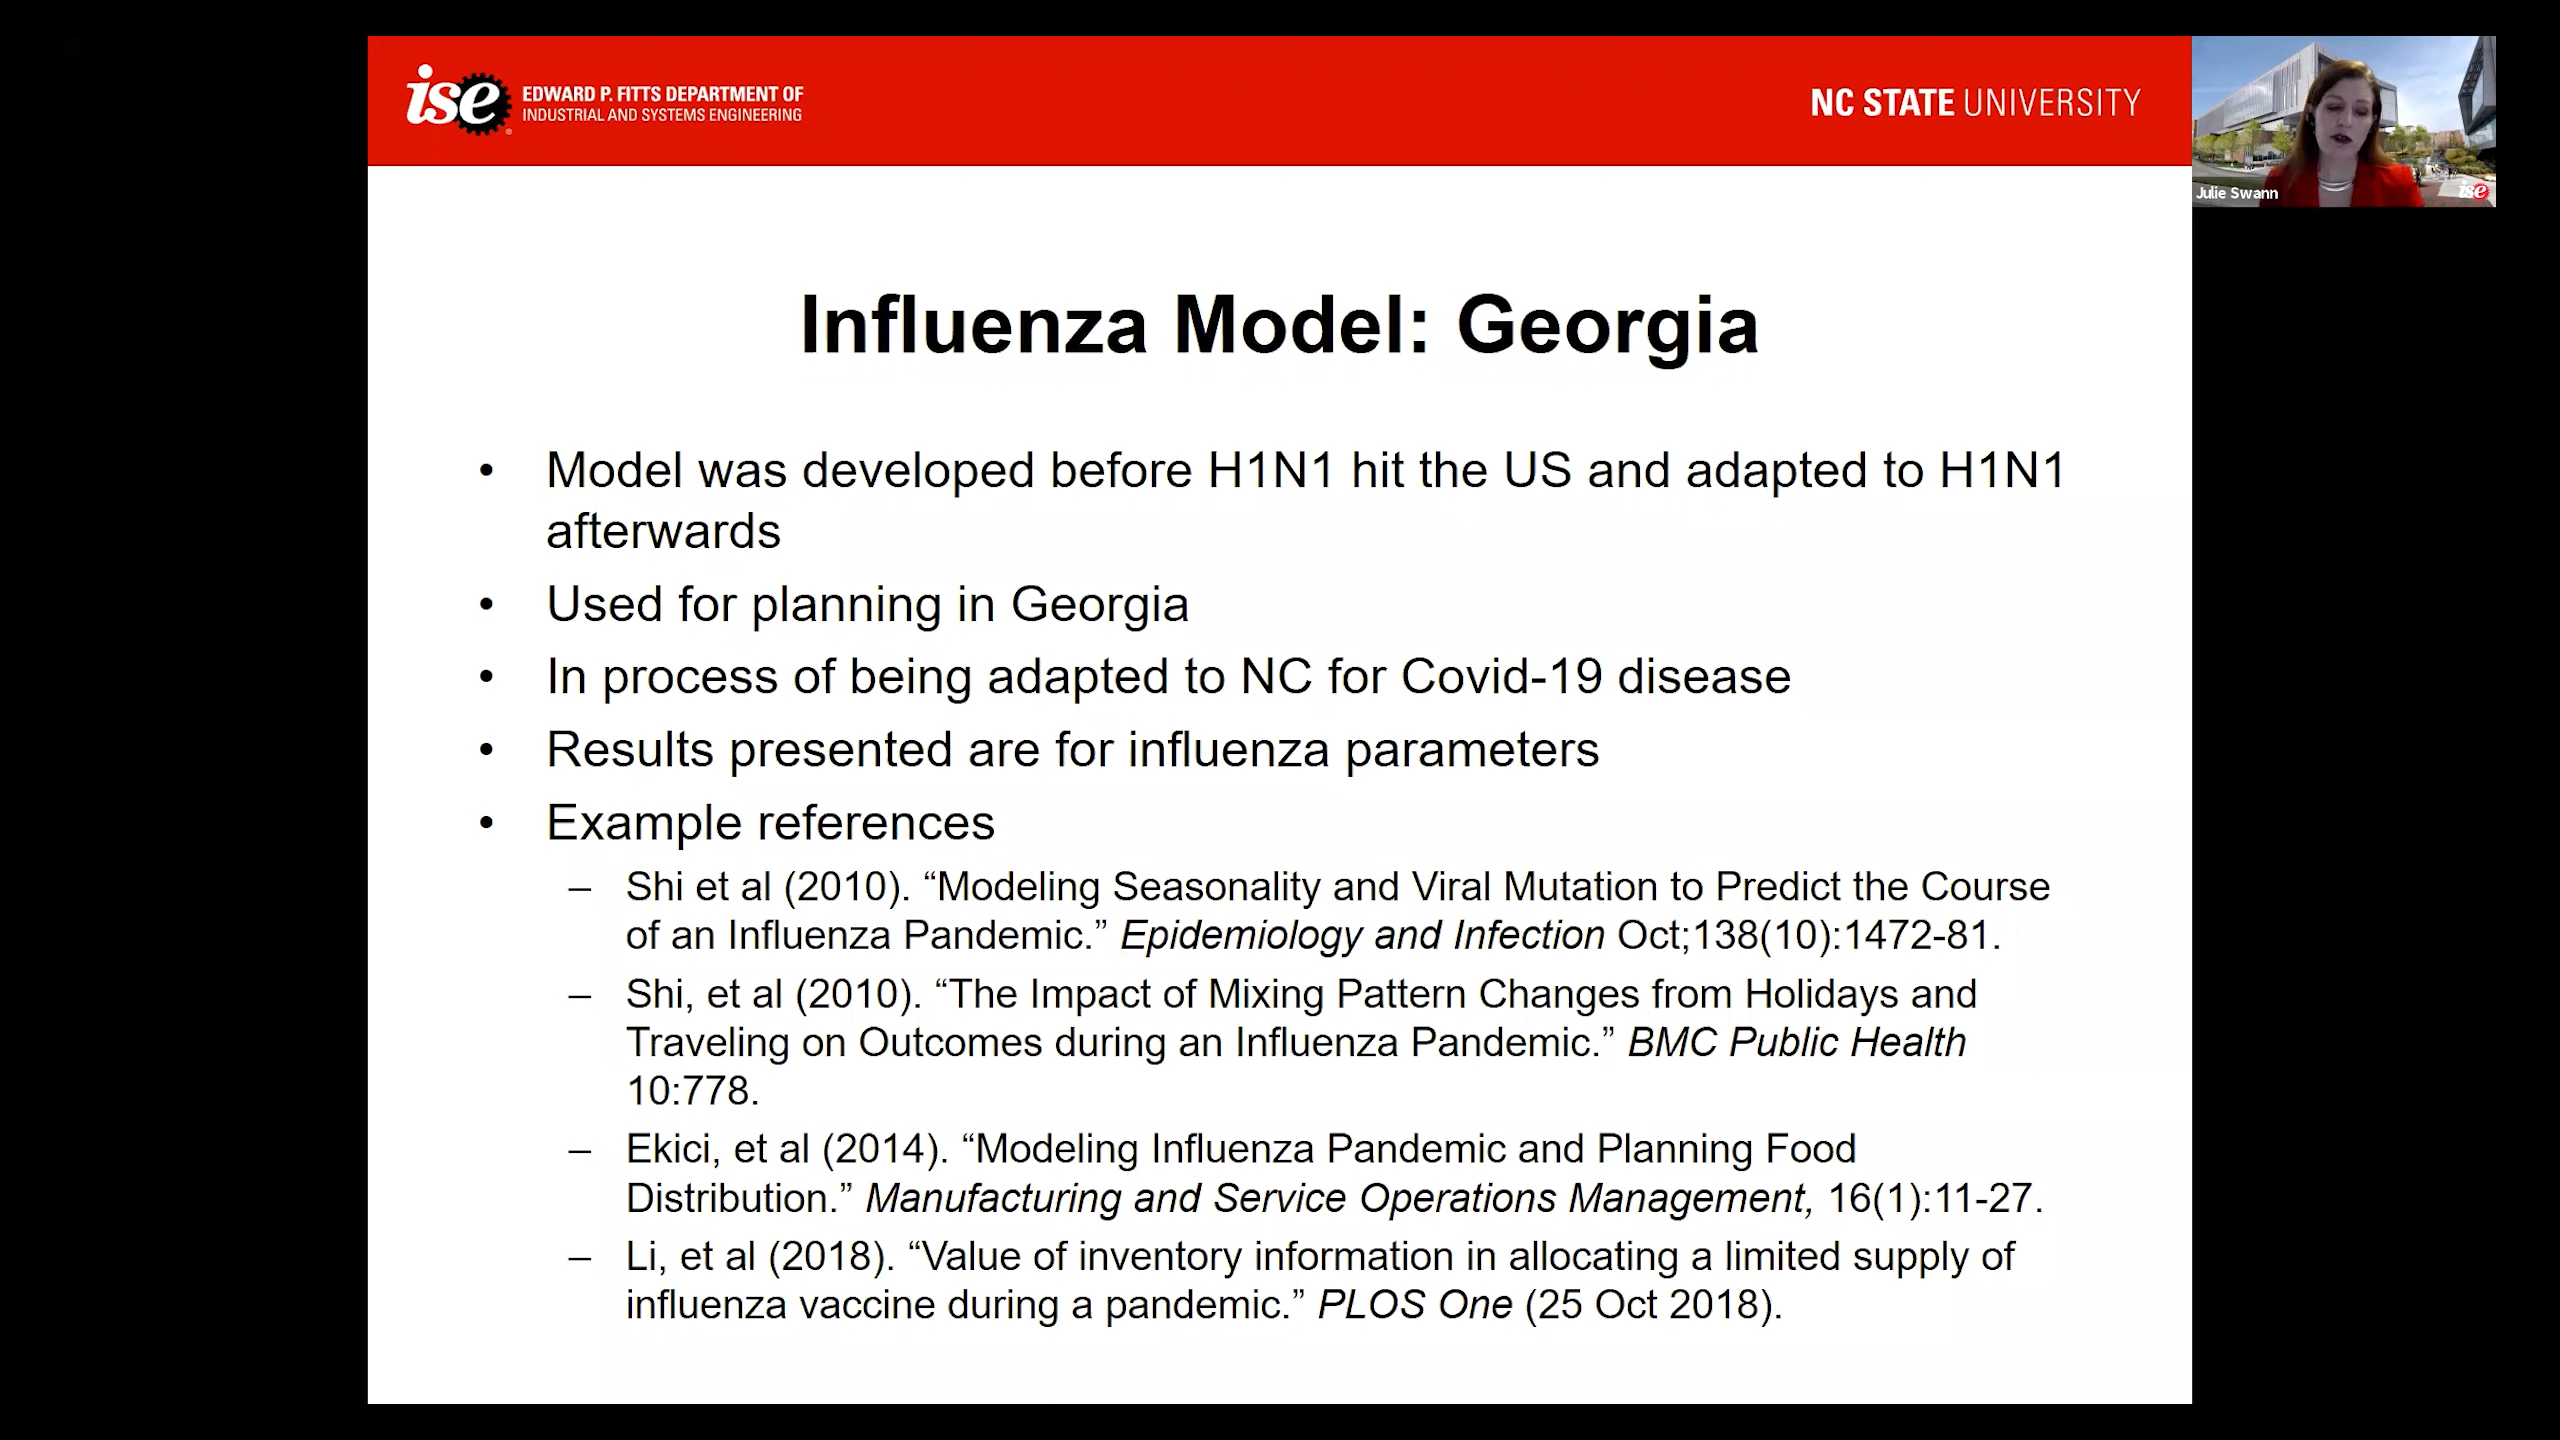 ise EDWARD P. FITTS DEPARTMENT OF
INDUSTRIAL AND SYSTEMS ENGINEERING
NC STATE UNIVERSITY
Julie Swann
ise
Influenza Model: Georgia
• Model was developed before H1N1 hit the US and adapted to H1N1
afterwards
• Used for planning in Georgia
• In process of being adapted to NC for Covid-19 disease
• Results presented are for influenza parameters
• Example references
– Shi et al (2010). “Modeling Seasonality and Viral Mutation to Predict the Course
of an Influenza Pandemic.” Epidemiology and Infection Oct;138(10):1472-81.
– Shi, et al (2010). “The Impact of Mixing Pattern Changes from Holidays and
Traveling on Outcomes during an Influenza Pandemic.” BMC Public Health
10:778.
– Ekici, et al (2014). “Modeling Influenza Pandemic and Planning Food
Distribution.” Manufacturing and Service Operations Management, 16(1):11-27.
– Li, et al (2018). “Value of inventory information in allocating a limited supply of
influenza vaccine during a pandemic.” PLOS One (25 Oct 2018).